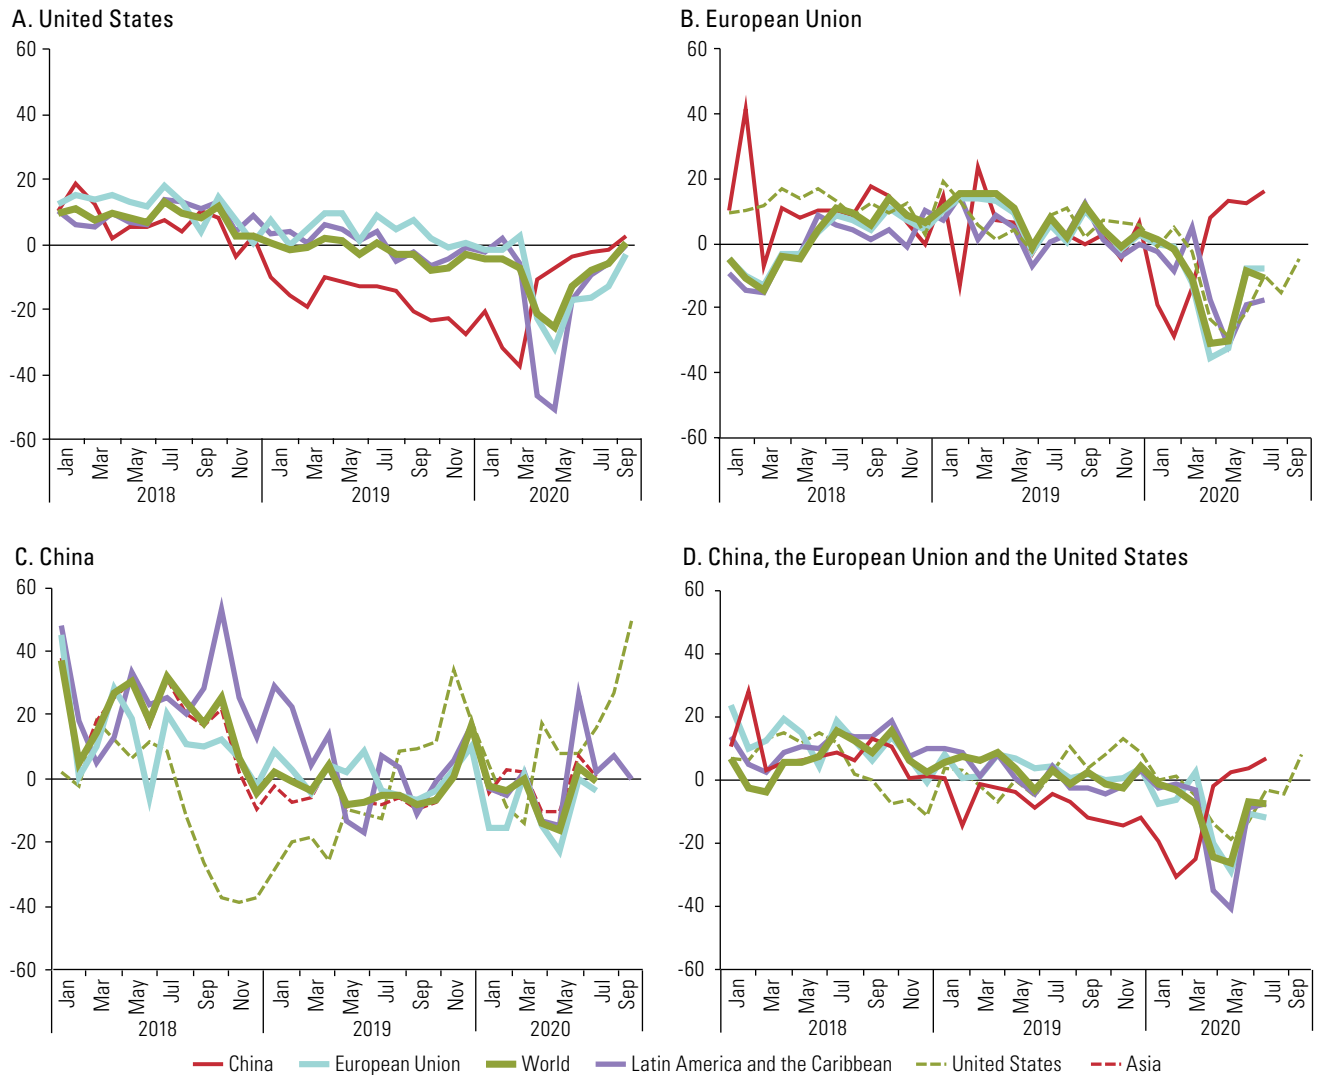 A. United States
60
40
20
0
-20
-40
-60
Jan Mar May Jul Sep Nov Jan Mar May Jul Sep Nov Jan Mar May Jul Sep
2018 2019 2020
B. European Union
60
40
20
0
-20
-40
-60
Jan Mar May Jul Sep Nov Jan Mar May Jul Sep Nov Jan Mar May Jul Sep
2018 2019 2020
C. China
60
40
20
0
-20
-40
-60
Jan Mar May Jul Sep Nov Jan Mar May Jul Sep Nov Jan Mar May Jul Sep
2018 2019 2020
D. China, the European Union and the United States
60
40
20
0
-20
-40
-60
Jan Mar May Jul Sep Nov Jan Mar May Jul Sep Nov Jan Mar May Jul Sep
2018 2019 2020
China European Union World Latin America and the Caribbean United States Asia